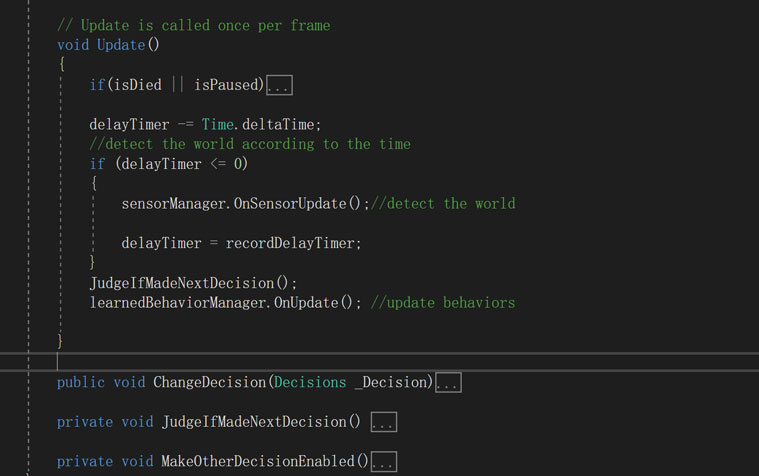 // Update is called once per frame
void Update()
{
if(isDied || isPaused)...
delayTimer -= Time.deltaTime;
//detect the world according to the time
if (delayTimer <= 0)
{
sensorManager.OnSensorUpdate();//detect the world
delayTimer = recordDelayTimer;
}
JudgeIfMadeNextDecision();
learnedBehaviorManager.OnUpdate(); //update behaviors
}
public void ChangeDecision(Decisions _Decision)...
private void JudgeIfMadeNextDecision() ...
private void MakeOtherDecisionEnabled()...